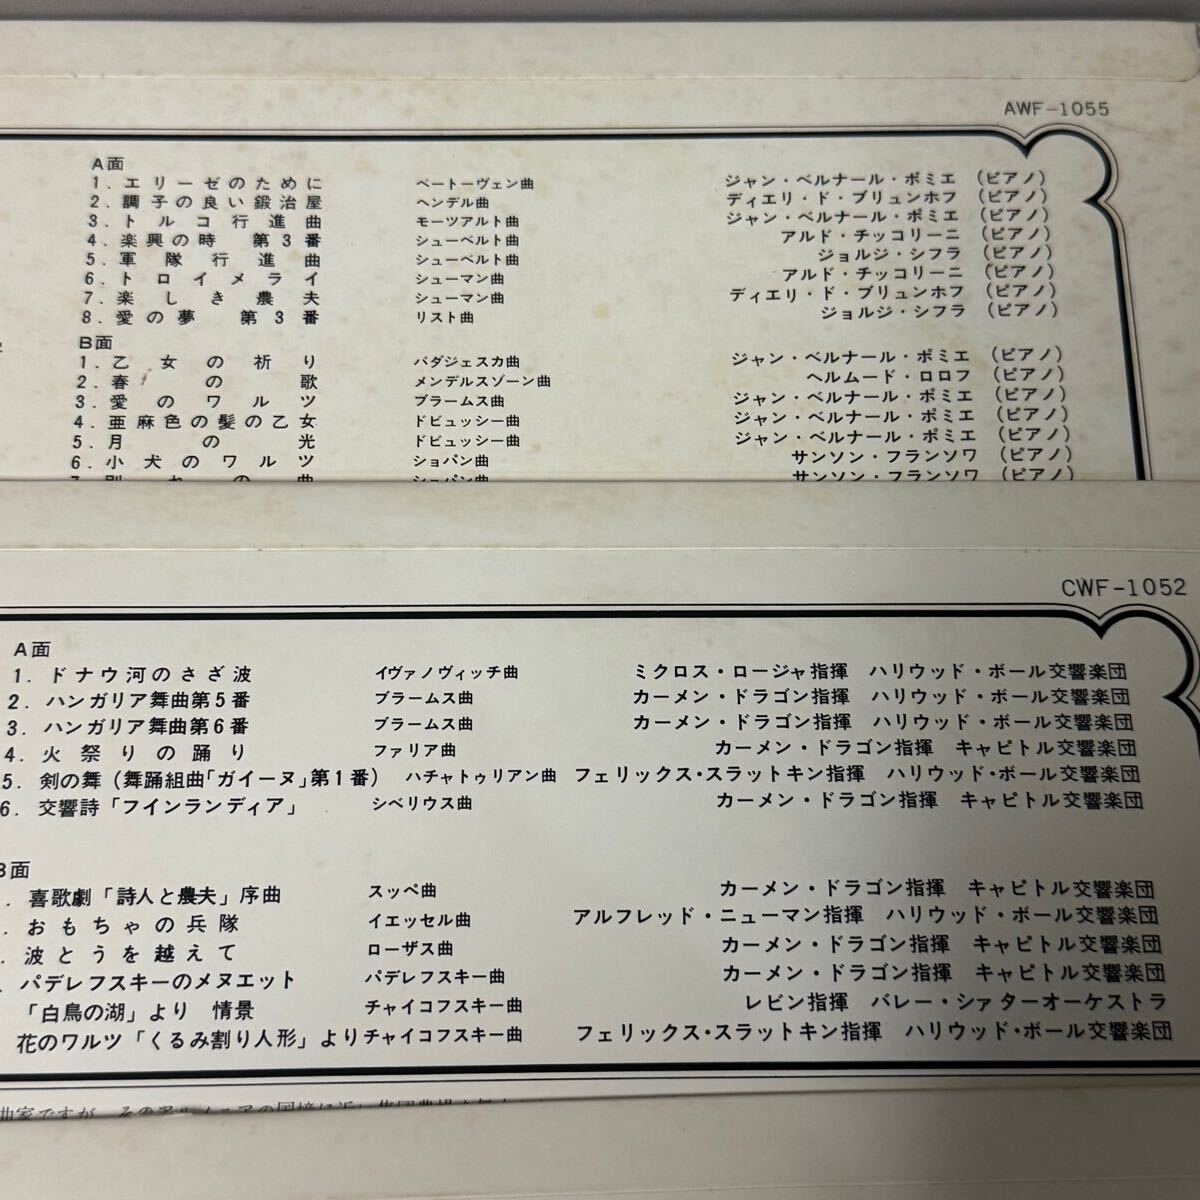 AWF-1055
A面
1. エリーゼのために ベートーヴェン曲 ジャン・ベルナール・ポミエ (ピアノ)
2. 調子の良い鍛治屋 ヘンデル曲 ディエリ・ド・ブリュンホフ (ピアノ)
3. トルコ行進曲 モーツアルト曲 ジャン・ベルナール・ポミエ (ピアノ)
4. 楽興の時 第3番 シューベルト曲 アルド・チッコリーニ (ピアノ)
5. 軍隊行進曲 シューベルト曲 ジョルジ・シフラ (ピアノ)
6. トロイメライ シューマン曲 アルド・チッコリーニ (ピアノ)
7. 楽しき農夫 シューマン曲 ディエリ・ド・ブリュンホフ (ピアノ)
8. 愛の夢 第3番 リスト曲 ジョルジ・シフラ (ピアノ)
B面
1. 乙女の祈り バダジェスカ曲 ジャン・ベルナール・ポミエ (ピアノ)
2. 春の歌 メンデルスゾーン曲 ヘルムード・ロロフ (ピアノ)
3. 愛のワルツ ブラームス曲 ジャン・ベルナール・ポミエ (ピアノ)
4. 亜麻色の髪の乙女 ドビュッシー曲 ジャン・ベルナール・ポミエ (ピアノ)
5. 月の光 ドビュッシー曲 ジャン・ベルナール・ポミエ (ピアノ)
6. 小犬のワルツ ショパン曲 サンソン・フランソワ (ピアノ)
7. 別れの曲 ショパン曲 サンソン・フランソワ (ピアノ)
CWF-1052
A面
1. ドナウ河のさざ波 イヴァノヴィッチ曲 ミクロス・ロージャ指揮 ハリウッド・ボール交響楽団
2. ハンガリア舞曲第5番 ブラームス曲 カーメン・ドラゴン指揮 ハリウッド・ボール交響楽団
3. ハンガリア舞曲第6番 ブラームス曲 カーメン・ドラゴン指揮 ハリウッド・ボール交響楽団
4. 火祭りの踊り ファリア曲 カーメン・ドラゴン指揮 キャピトル交響楽団
5. 剣の舞(舞踊組曲「ガイーヌ」第1番) ハチャトゥリアン曲 フェリックス・スラットキン指揮 ハリウッド・ボール交響楽団
6. 交響詩「フインランディア」 シベリウス曲 カーメン・ドラゴン指揮 キャピトル交響楽団
B面
. 喜歌劇「詩人と農夫」序曲 スッペ曲 カーメン・ドラゴン指揮 キャピトル交響楽団
. おもちゃの兵隊 イエッセル曲 アルフレッド・ニューマン指揮 ハリウッド・ボール交響楽団
. 波とうを越えて ローザス曲 カーメン・ドラゴン指揮 キャピトル交響楽団
. パデレフスキーのメヌエット パデレフスキー曲 カーメン・ドラゴン指揮 キャピトル交響楽団
「白鳥の湖」より 情景 チャイコフスキー曲 レビン指揮 バレー・シァターオーケストラ
花のワルツ「くるみ割り人形」より チャイコフスキー曲 フェリックス・スラットキン指揮 ハリウッド・ボール交響楽団